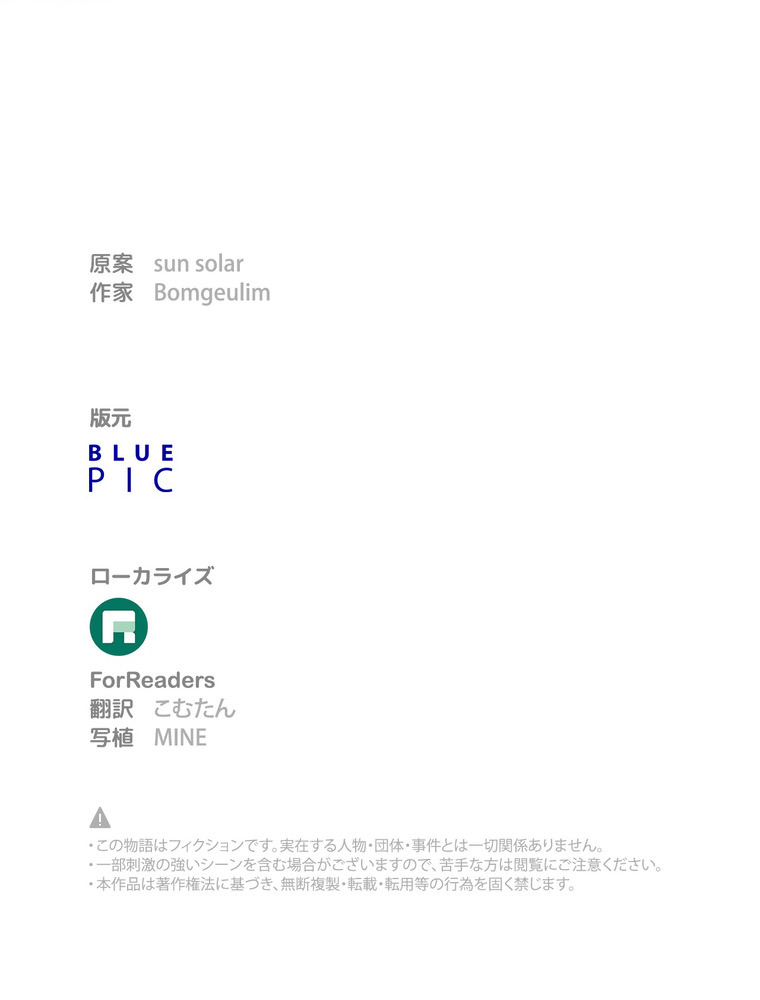 原案 sun solar
作家 Bomgeulim
版元
BLUE
PIC
ローカライズ
ForReaders
翻訳 こむたん
写植 MINE
・この物語はフィクションです。実在する人物・団体・事件とは一切関係ありません。
・一部刺激の強いシーンを含む場合がございますので、苦手な方は閲覧にご注意ください。
・本作品は著作権法に基づき、無断複製・転載・転用等の行為を固く禁じます。